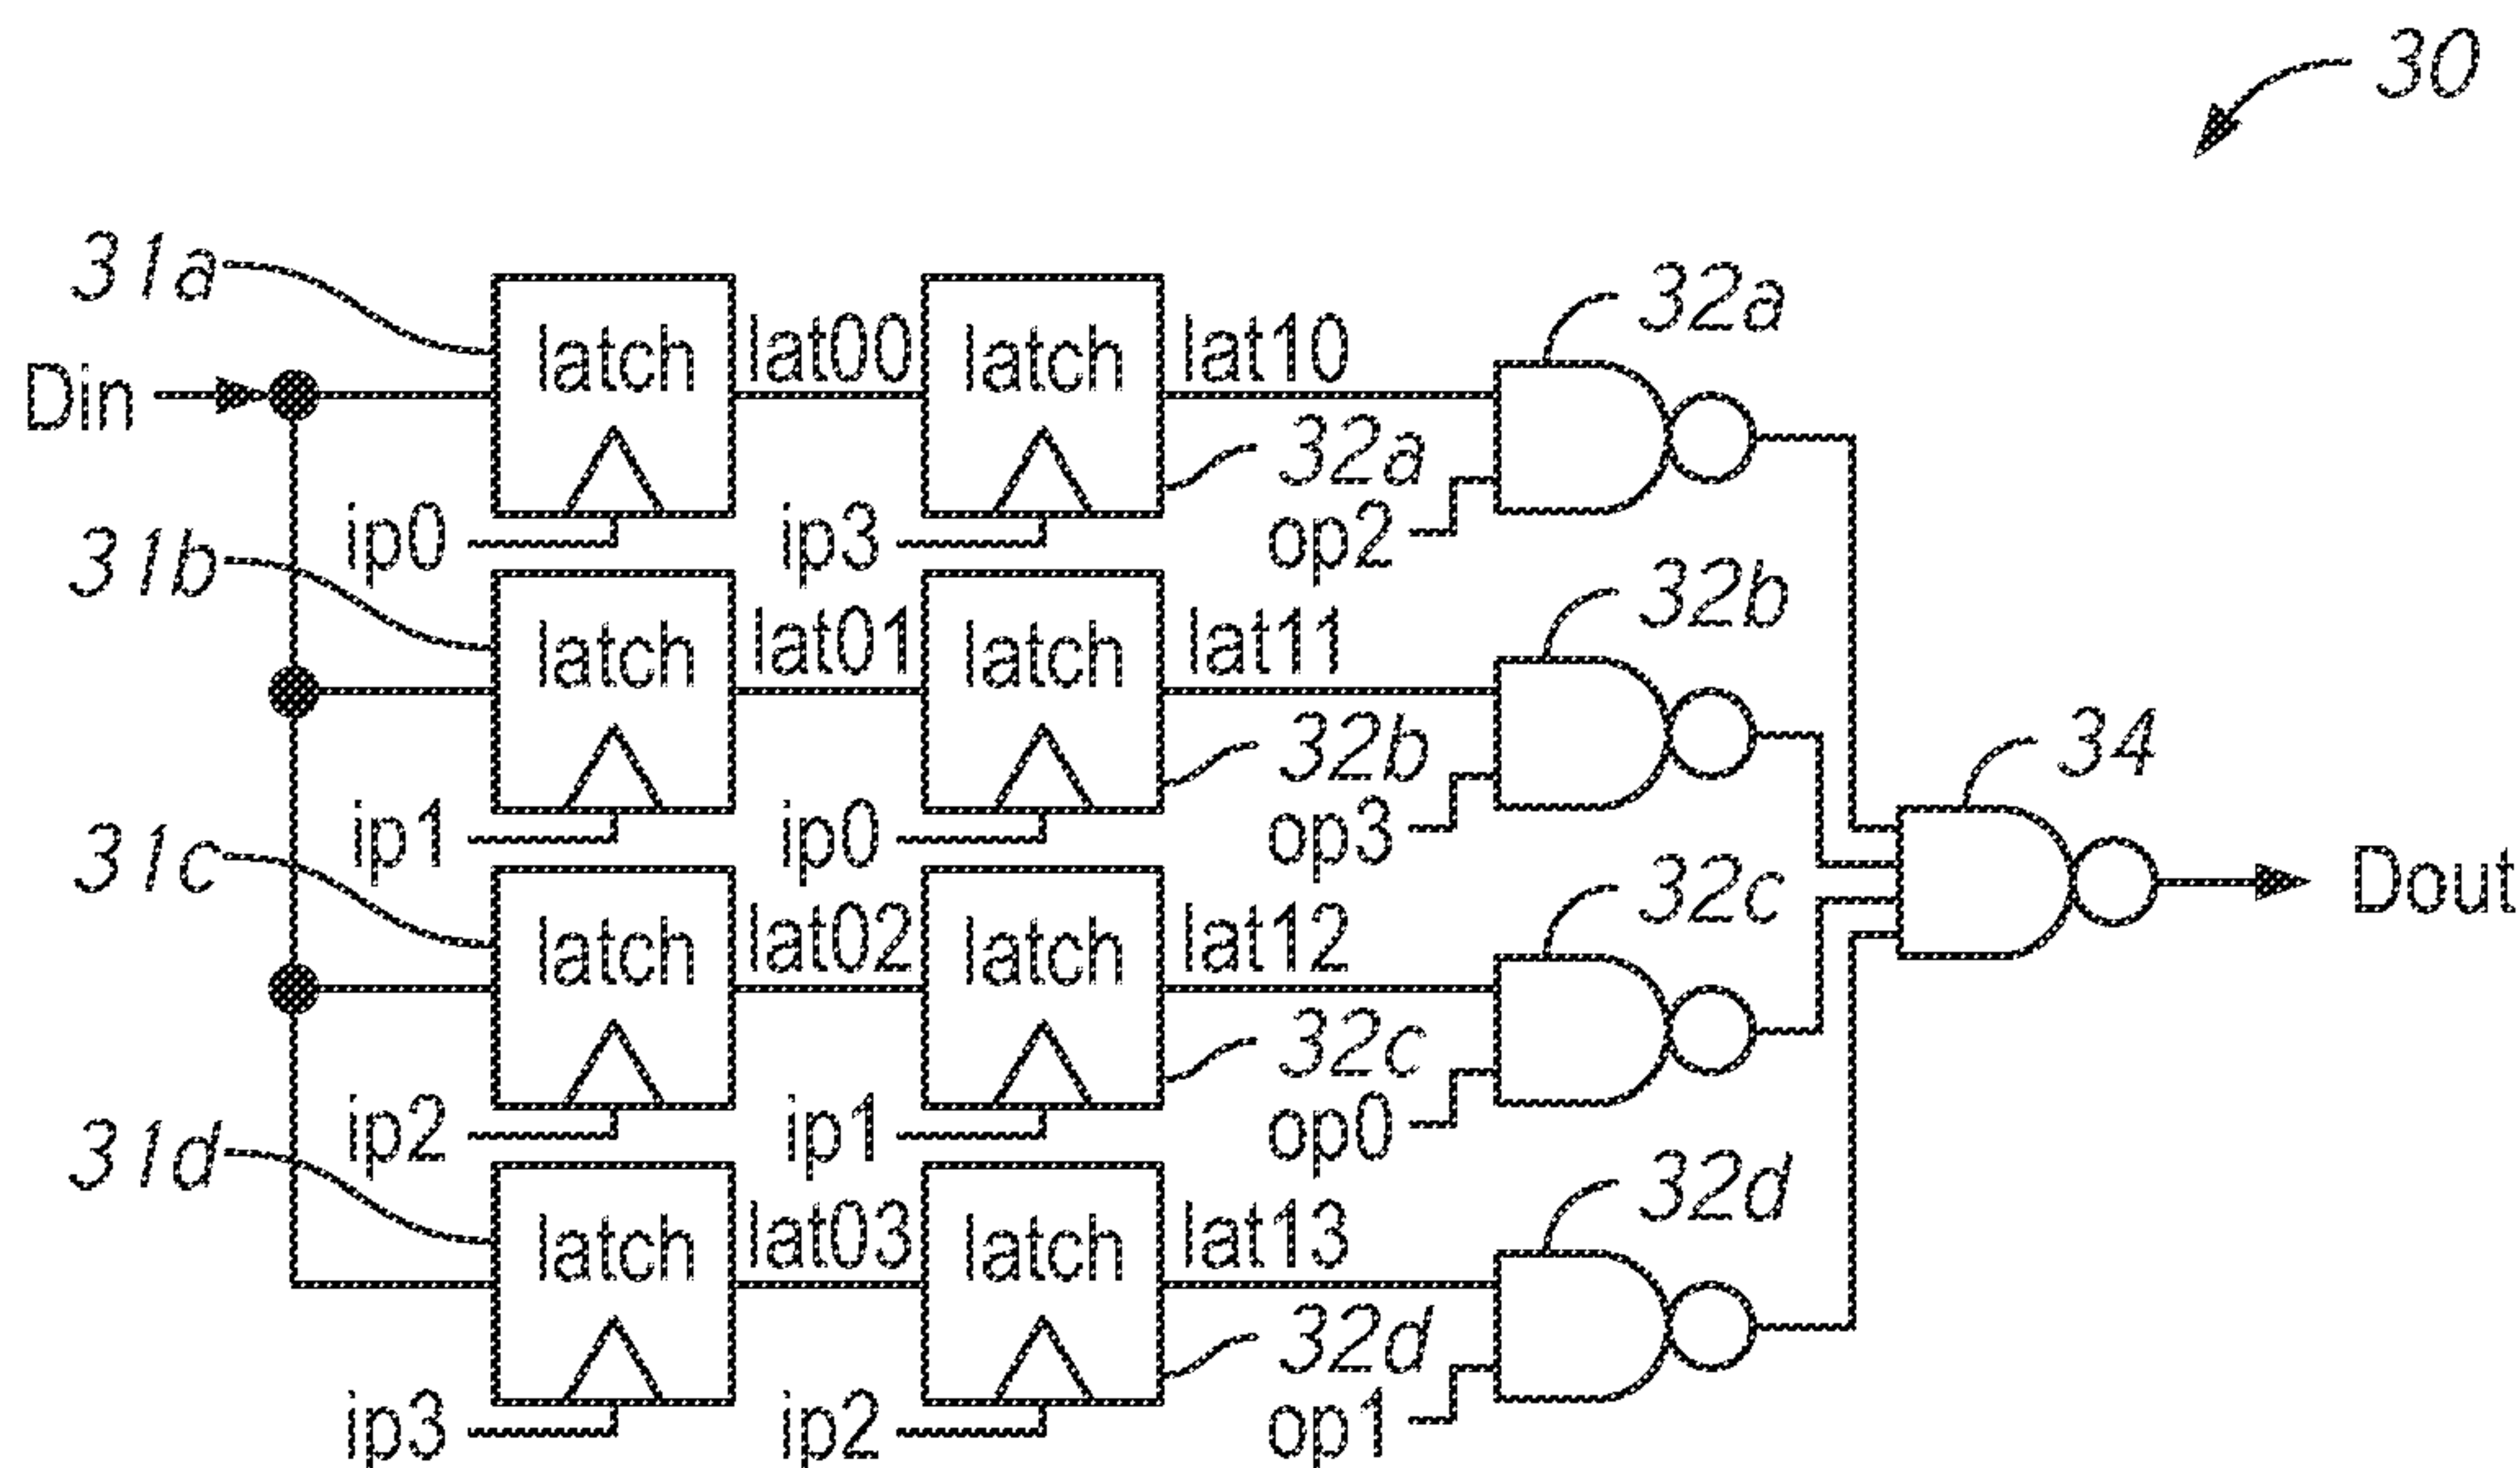 30
31a
latch lat00 latch lat10 32a
Din
32a
ip0 ip3 op2
31b
latch lat01 latch lat11 32b
32b
34
ip1 ip0 op3
31c
latch lat02 latch lat12 32c
Dout
32c
ip2 ip1 op0
31d
latch lat03 latch lat13 32d
32d
ip3 ip2 op1